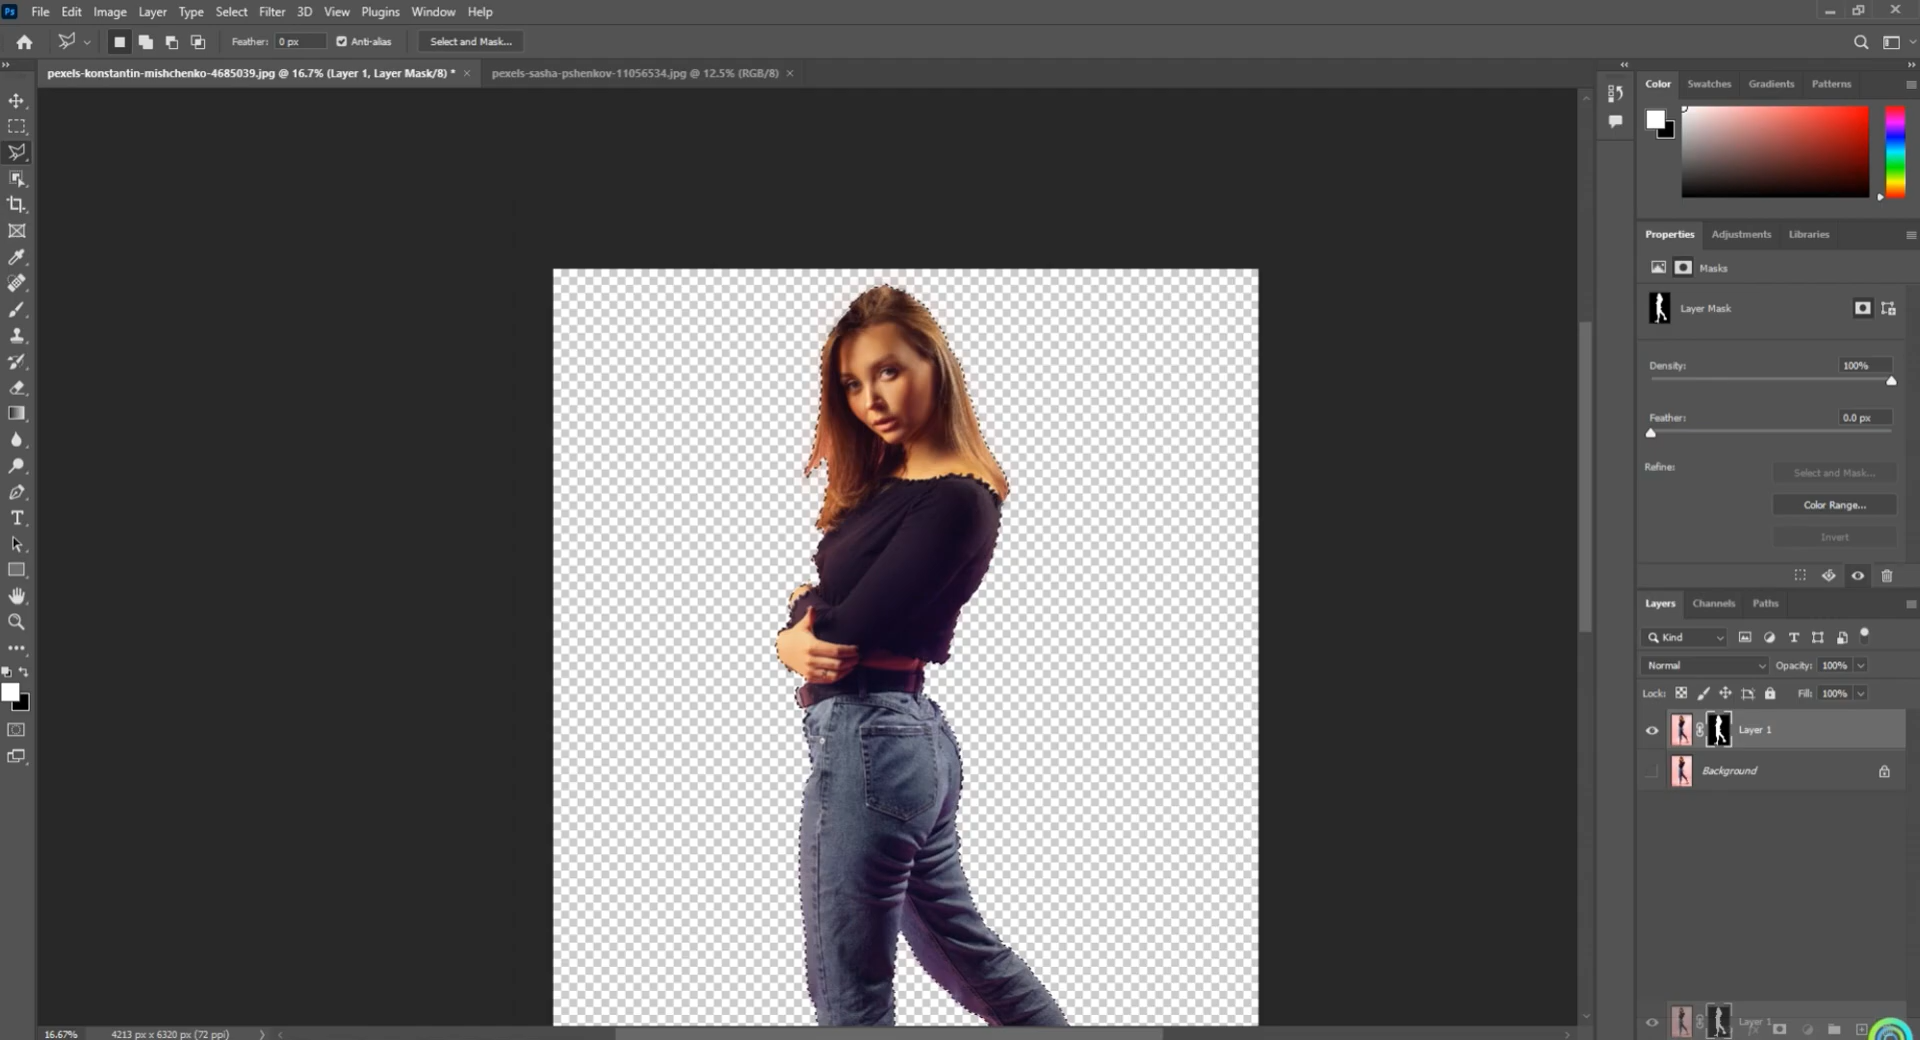 Ps File Edit Image Layer Type Select Filter 3D View Plugins Window Help
Feather: 0 px Anti-alias Select and Mask...
pexels-konstantin-mishchenko-4685039.jpg @ 16.7% (Layer 1, Layer Mask/8) * × pexels-sasha-pshenkov-11056534.jpg @ 12.5% (RGB/8) ×
Color Swatches Gradients Patterns
Properties Adjustments Libraries
Masks
Layer Mask
Density: 100%
Feather: 0.0 px
Refine: Select and Mask...
Color Range...
Invert
Layers Channels Paths
Kind
Normal Opacity: 100%
Lock: Fill: 100%
Layer 1
Background
Layer 1
16.67% 4213 px x 6320 px (72 ppi)